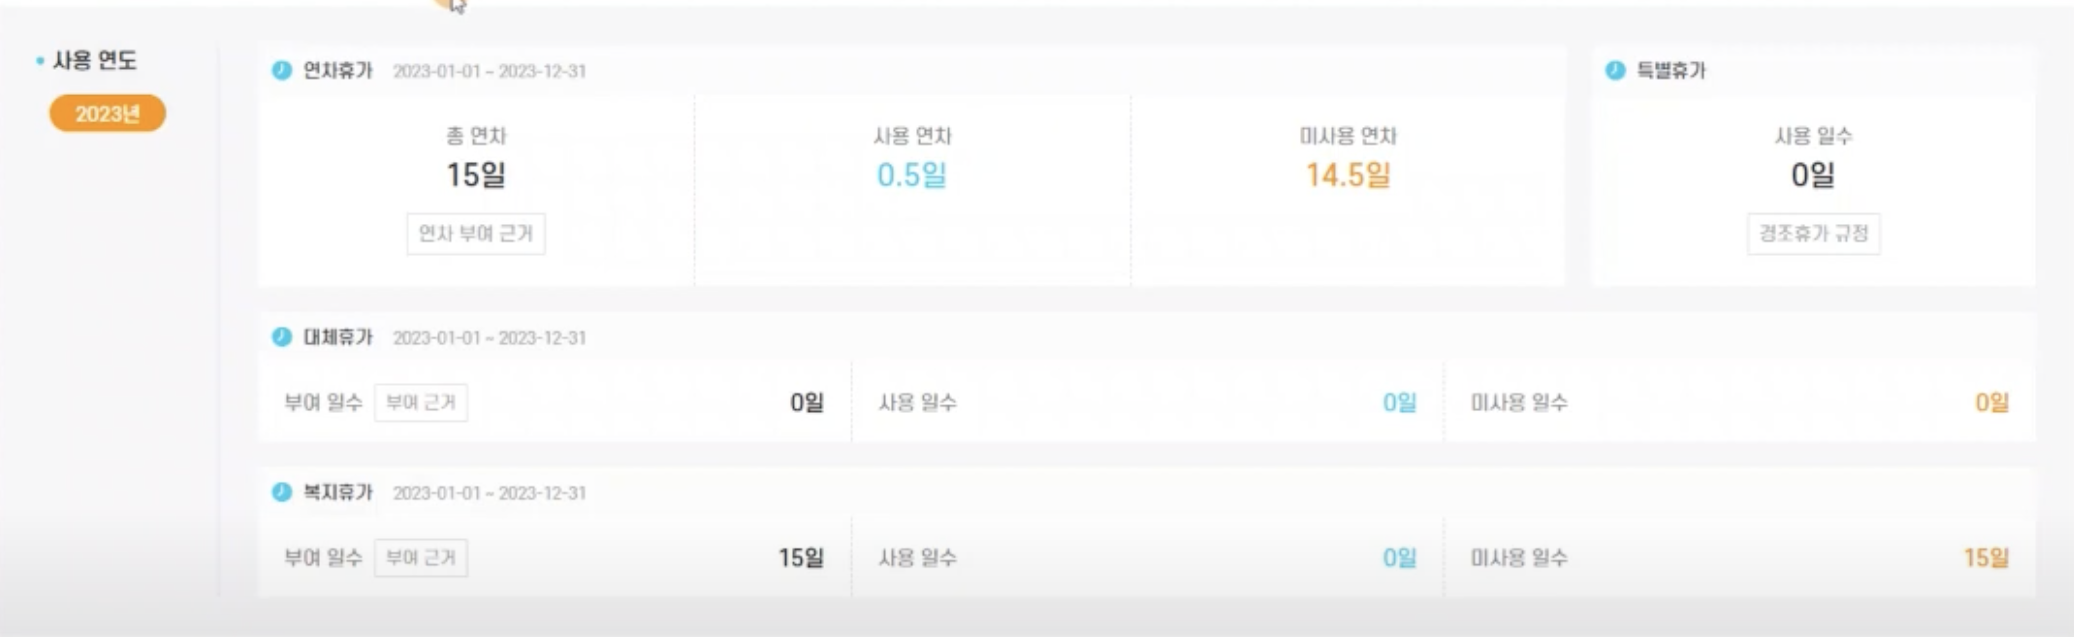 사용 연도
2023년
연차휴가 2023-01-01 ~ 2023-12-31
총 연차
15일
연차 부여 근거
사용 연차
0.5일
미사용 연차
14.5일
특별휴가
사용 일수
0일
경조휴가 규정
대체휴가 2023-01-01 ~ 2023-12-31
부여 일수 부여 근거 0일 사용 일수 0일 미사용 일수 0일
복지휴가 2023-01-01 ~ 2023-12-31
부여 일수 부여 근거 15일 사용 일수 0일 미사용 일수 15일